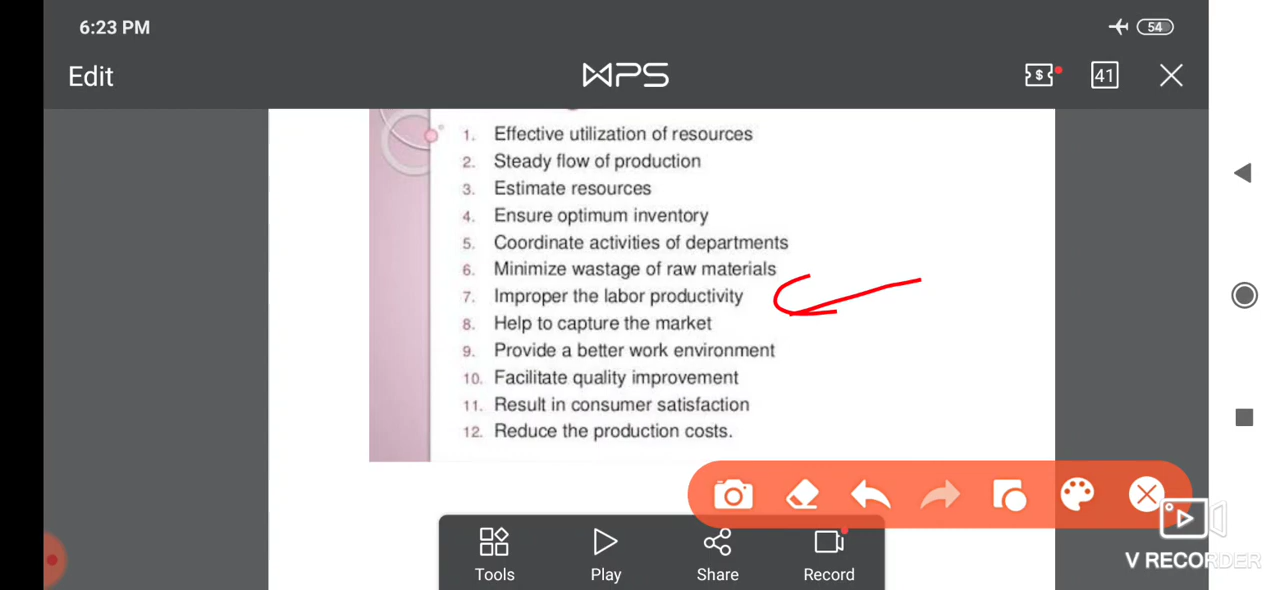 6:23 PM
54
Edit
WPS
41
1. Effective utilization of resources
2. Steady flow of production
3. Estimate resources
4. Ensure optimum inventory
5. Coordinate activities of departments
6. Minimize wastage of raw materials
7. Improper the labor productivity
8. Help to capture the market
9. Provide a better work environment
10. Facilitate quality improvement
11. Result in consumer satisfaction
12. Reduce the production costs.
Tools Play Share Record
V RECORDER